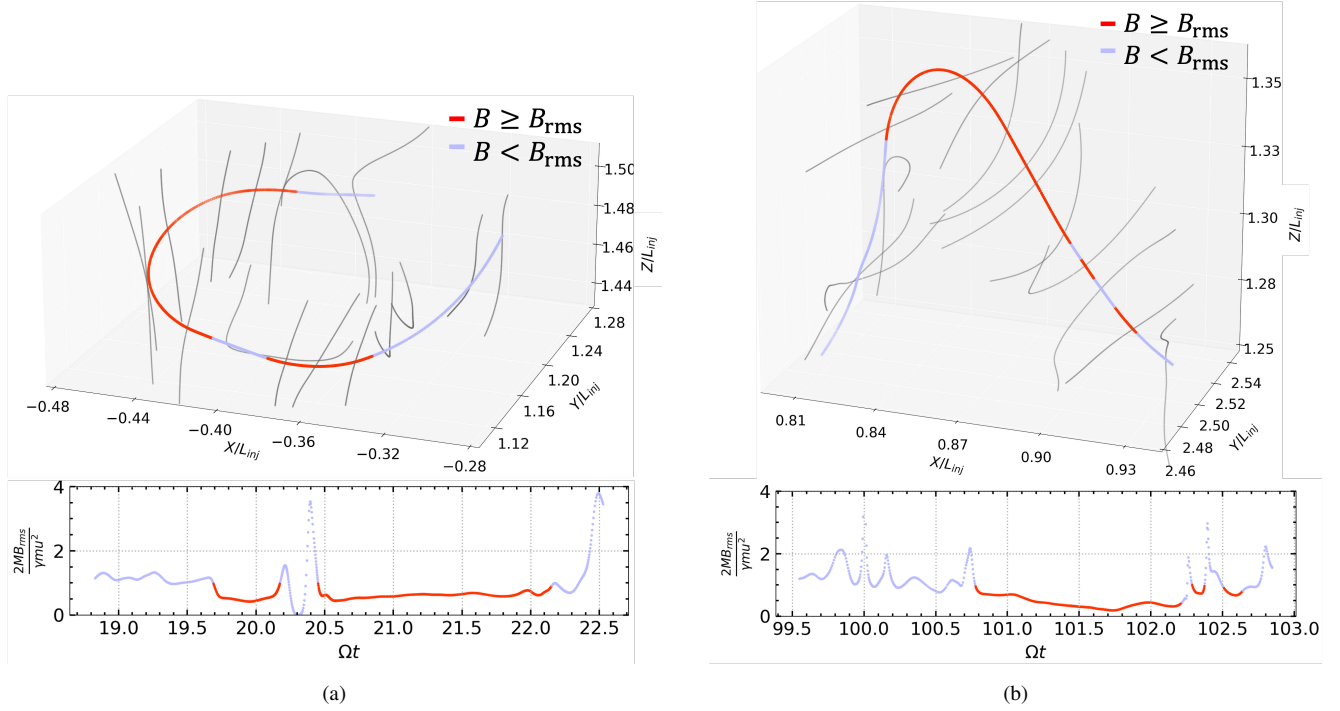 B ≥ B_rms
B < B_rms
1.50
1.48
1.46
1.44
Z/L_inj
1.28
1.24
1.20
1.16
1.12
Y/L_inj
−0.48
−0.44
−0.40
−0.36
−0.32
−0.28
X/L_inj
4
2
0
2MB_rms
γmu²
19.0 19.5 20.0 20.5 21.0 21.5 22.0 22.5
Ωt
(a)
B ≥ B_rms
B < B_rms
1.35
1.33
1.30
1.28
1.25
Z/L_inj
2.54
2.52
2.50
2.48
2.46
Y/L_inj
0.81
0.84
0.87
0.90
0.93
X/L_inj
4
2
0
2MB_rms
γmu²
99.5 100.0 100.5 101.0 101.5 102.0 102.5 103.0
Ωt
(b)